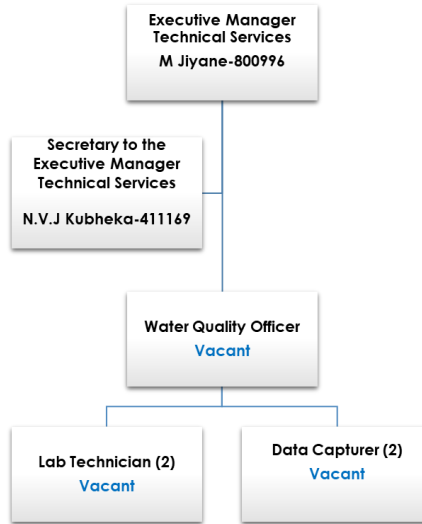 Executive Manager
Technical Services
M Jiyane-800996
Secretary to the
Executive Manager
Technical Services
N.V.J Kubheka-411169
Water Quality Officer
Vacant
Lab Technician (2)
Vacant
Data Capturer (2)
Vacant